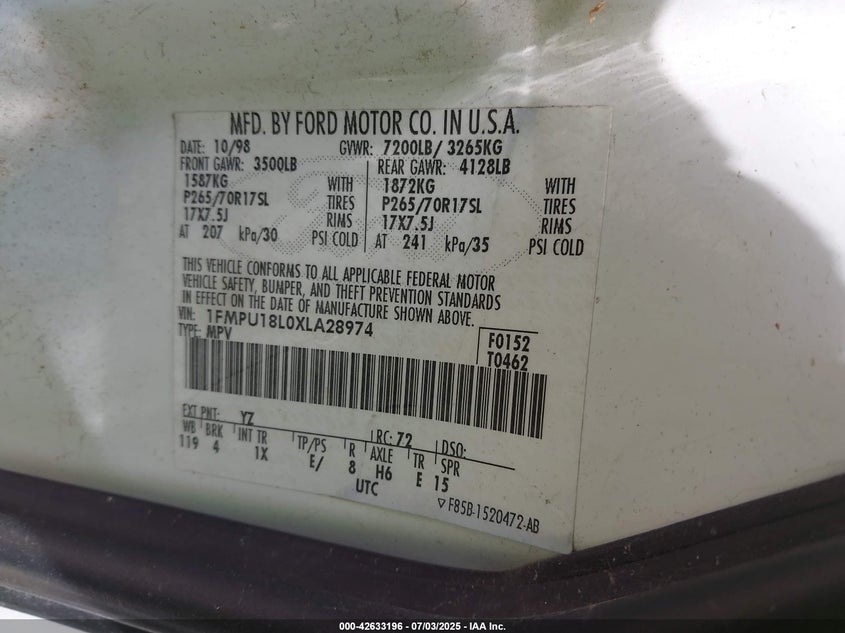 MFD. BY FORD MOTOR CO. IN U.S.A.
DATE: 10/98 GVWR: 7200LB/ 3265KG
FRONT GAWR: 3500LB REAR GAWR: 4128LB
1587KG WITH 1872KG WITH
P265/70R17SL TIRES P265/70R17SL TIRES
17X7.5J RIMS 17X7.5J RIMS
AT 207 kPa/30 PSI COLD AT 241 kPa/35 PSI COLD
THIS VEHICLE CONFORMS TO ALL APPLICABLE FEDERAL MOTOR
VEHICLE SAFETY, BUMPER, AND THEFT PREVENTION STANDARDS
IN EFFECT ON THE DATE OF MANUFACTURE SHOWN ABOVE.
VIN: 1FMPU18L0XLA28974
TYPE: MPV
F0152
T0462
EXT PNT: YZ RC: 72 DSO:
WB BRK INT TR TP/PS R AXLE TR SPR
119 4 1X E/ 8 H6 E 15
UTC
▽ F85B-1520472-AB
000-42633196 - 07/03/2025 - IAA Inc.